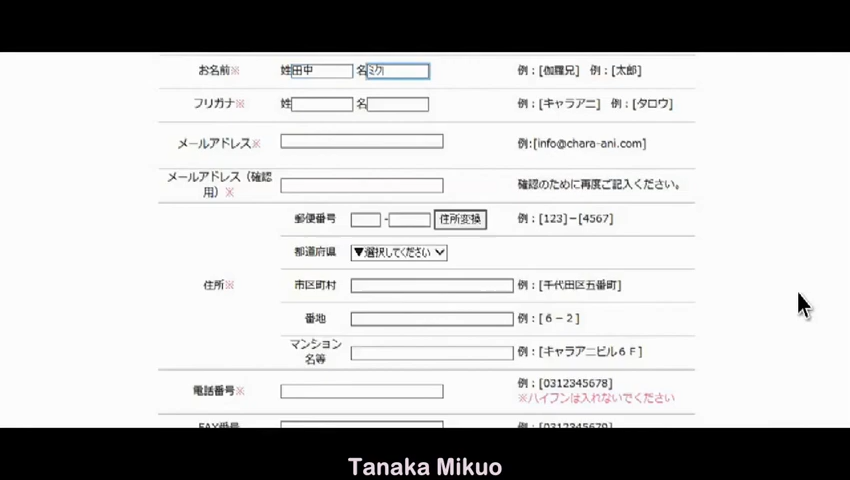 お名前※ 姓 田中 名 ﾐｸ 例：[伽羅兄] 例：[太郎]
フリガナ※ 姓 名 例：[キャラアニ] 例：[タロウ]
メールアドレス※ 例:[info@chara-ani.com]
メールアドレス（確認用）※ 確認のために再度ご記入ください。
郵便番号 - 住所変換 例：[123]－[4567]
都道府県 ▼選択してください
住所※ 市区町村 例：[千代田区五番町]
番地 例：[６－２]
マンション名等 例：[キャラアニビル６Ｆ]
電話番号※ 例：[0312345678]
※ハイフンは入れないでください
FAX番号 例：[0312345679]
Tanaka Mikuo